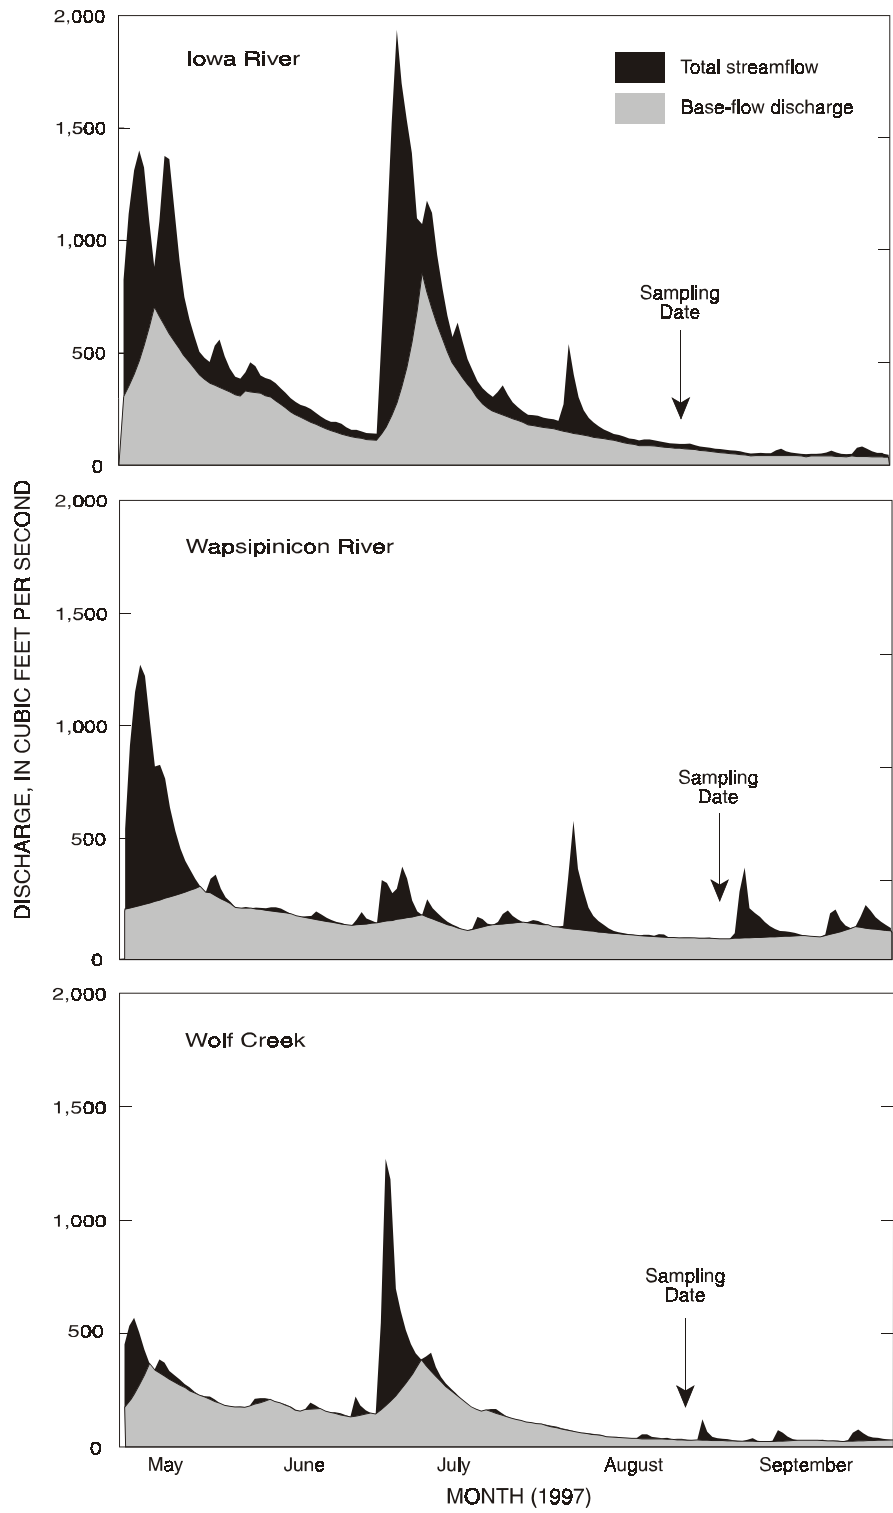 DISCHARGE, IN CUBIC FEET PER SECOND
2,000
1,500
1,000
500
0
Iowa River
Total streamflow
Base-flow discharge
Sampling
Date
2,000
1,500
1,000
500
0
Wapsipinicon River
Sampling
Date
2,000
1,500
1,000
500
0
Wolf Creek
Sampling
Date
May June July August September
MONTH (1997)